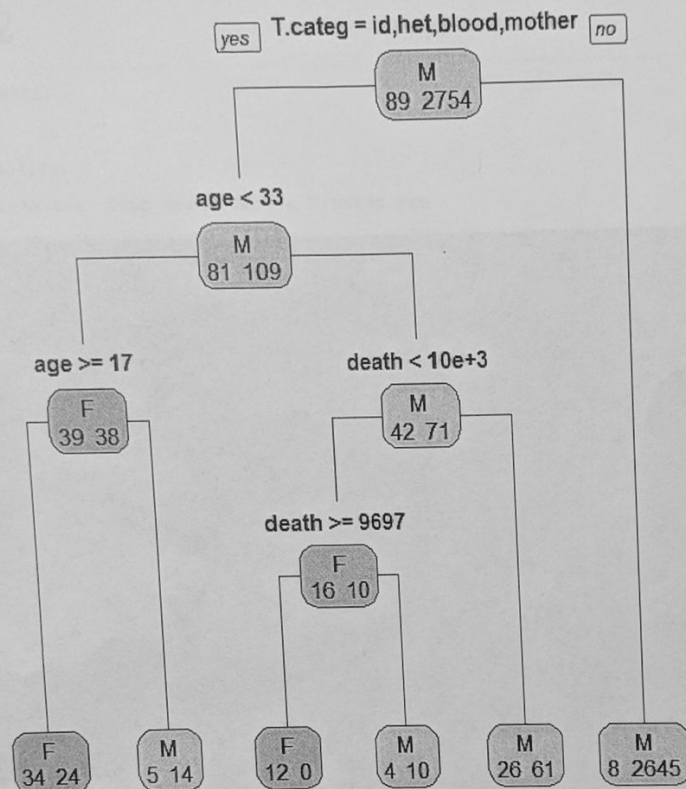 yes T.categ = id,het,blood,mother no
M
89 2754
age < 33
M
81 109
age >= 17
death < 10e+3
F
39 38
M
42 71
death >= 9697
F
16 10
F
34 24
M
5 14
F
12 0
M
4 10
M
26 61
M
8 2645